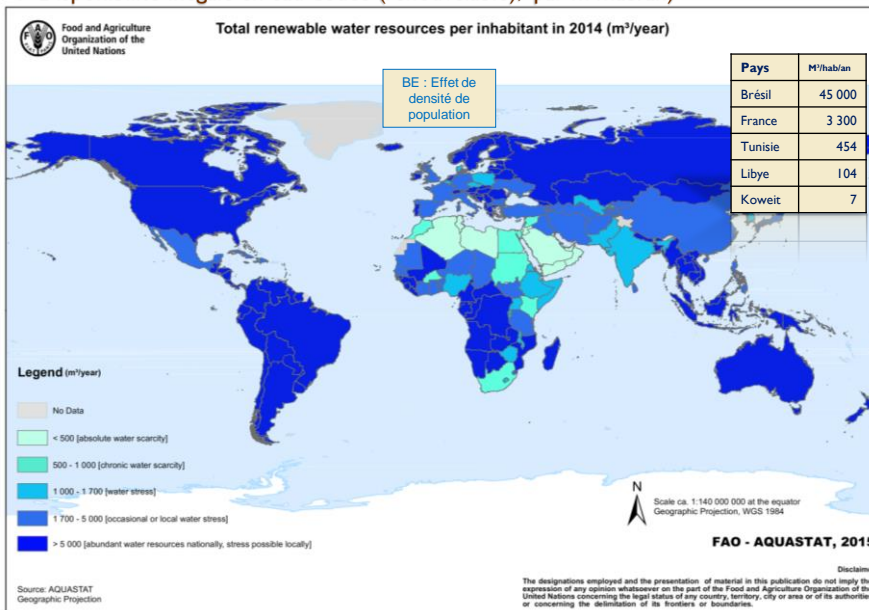 Food and Agriculture
Organization of the
United Nations
Total renewable water resources per inhabitant in 2014 (m³/year)
BE : Effet de
densité de
population
Pays M³/hab/an
Brésil 45 000
France 3 300
Tunisie 454
Libye 104
Koweit 7
Legend (m³/year)
No Data
< 500 [absolute water scarcity]
500 - 1 000 [chronic water scarcity]
1 000 - 1 700 [water stress]
1 700 - 5 000 [occasional or local water stress]
> 5 000 [abundant water resources nationally, stress possible locally]
N
Scale ca. 1:140 000 000 at the equator
Geographic Projection, WGS 1984
FAO - AQUASTAT, 2015
Source: AQUASTAT
Geographic Projection
Disclaime
The designations employed and the presentation of material in this publication do not imply the
expression of any opinion whatsoever on the part of the Food and Agriculture Organization of the
United Nations concerning the legal status of any country, territory, city or area or of its authorities
or concerning the delimitation of its frontiers or boundaries.